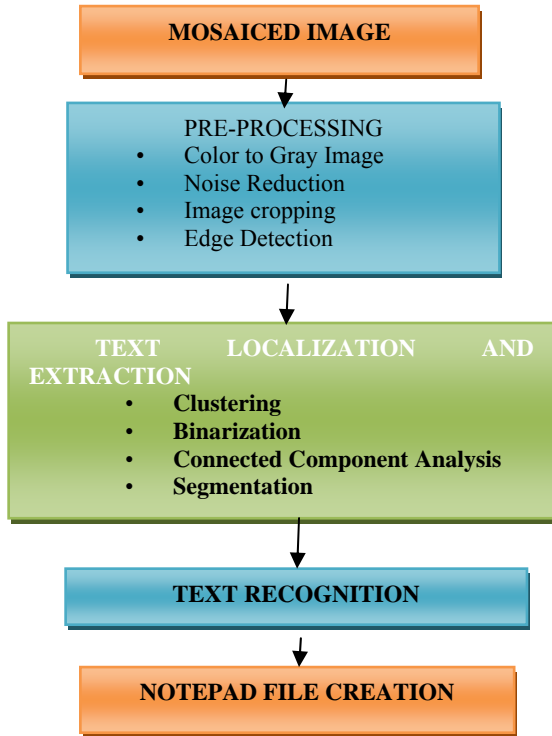 MOSAICED IMAGE
PRE-PROCESSING
• Color to Gray Image
• Noise Reduction
• Image cropping
• Edge Detection
TEXT LOCALIZATION AND
EXTRACTION
• Clustering
• Binarization
• Connected Component Analysis
• Segmentation
TEXT RECOGNITION
NOTEPAD FILE CREATION